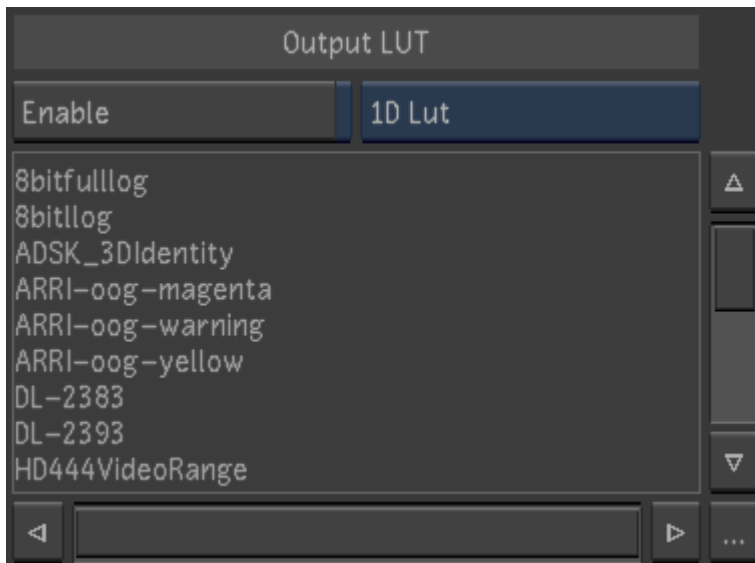 Output LUT
Enable
1D Lut
8bitfulllog
8bitllog
ADSK_3DIdentity
ARRI-oog-magenta
ARRI-oog-warning
ARRI-oog-yellow
DL-2383
DL-2393
HD444VideoRange
...